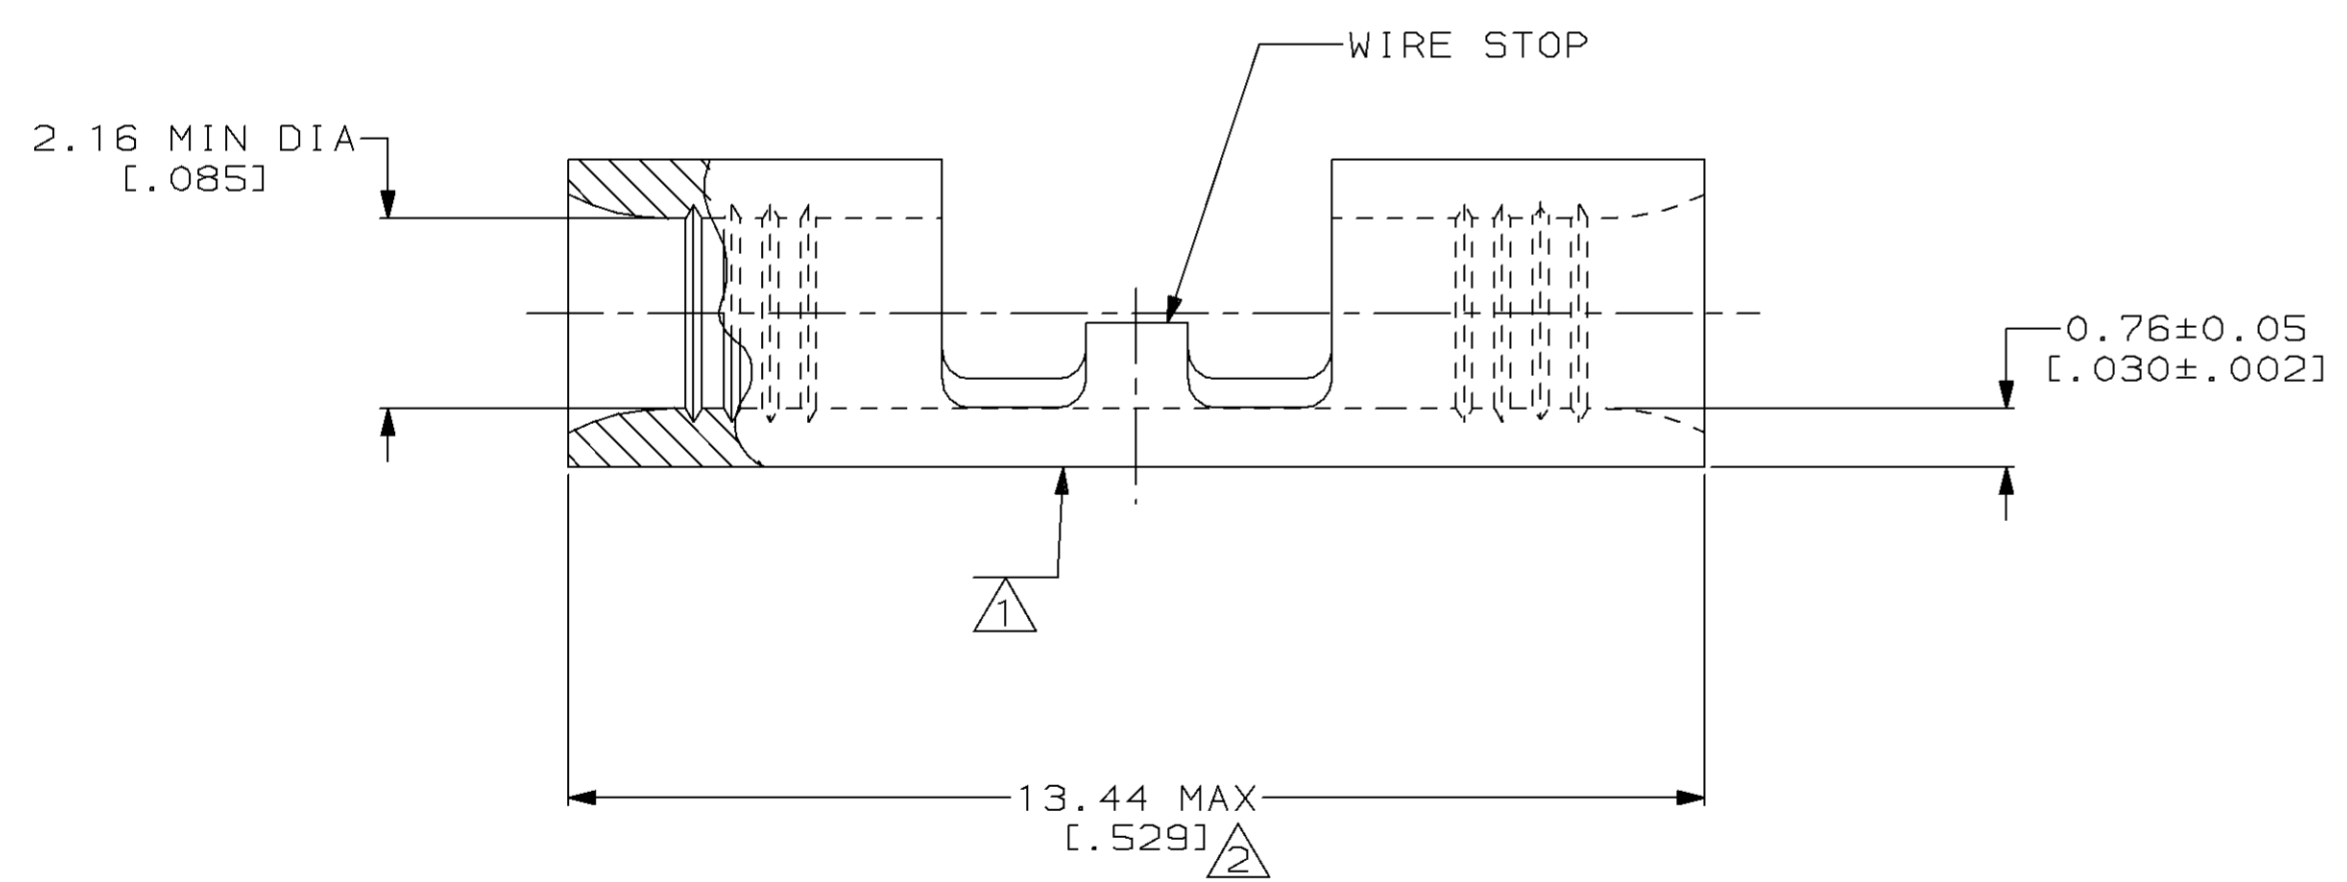 WIRE STOP
2.16 MIN DIA
[.085]
0.76±0.05
[.030±.002]
1
13.44 MAX
[.529] 2